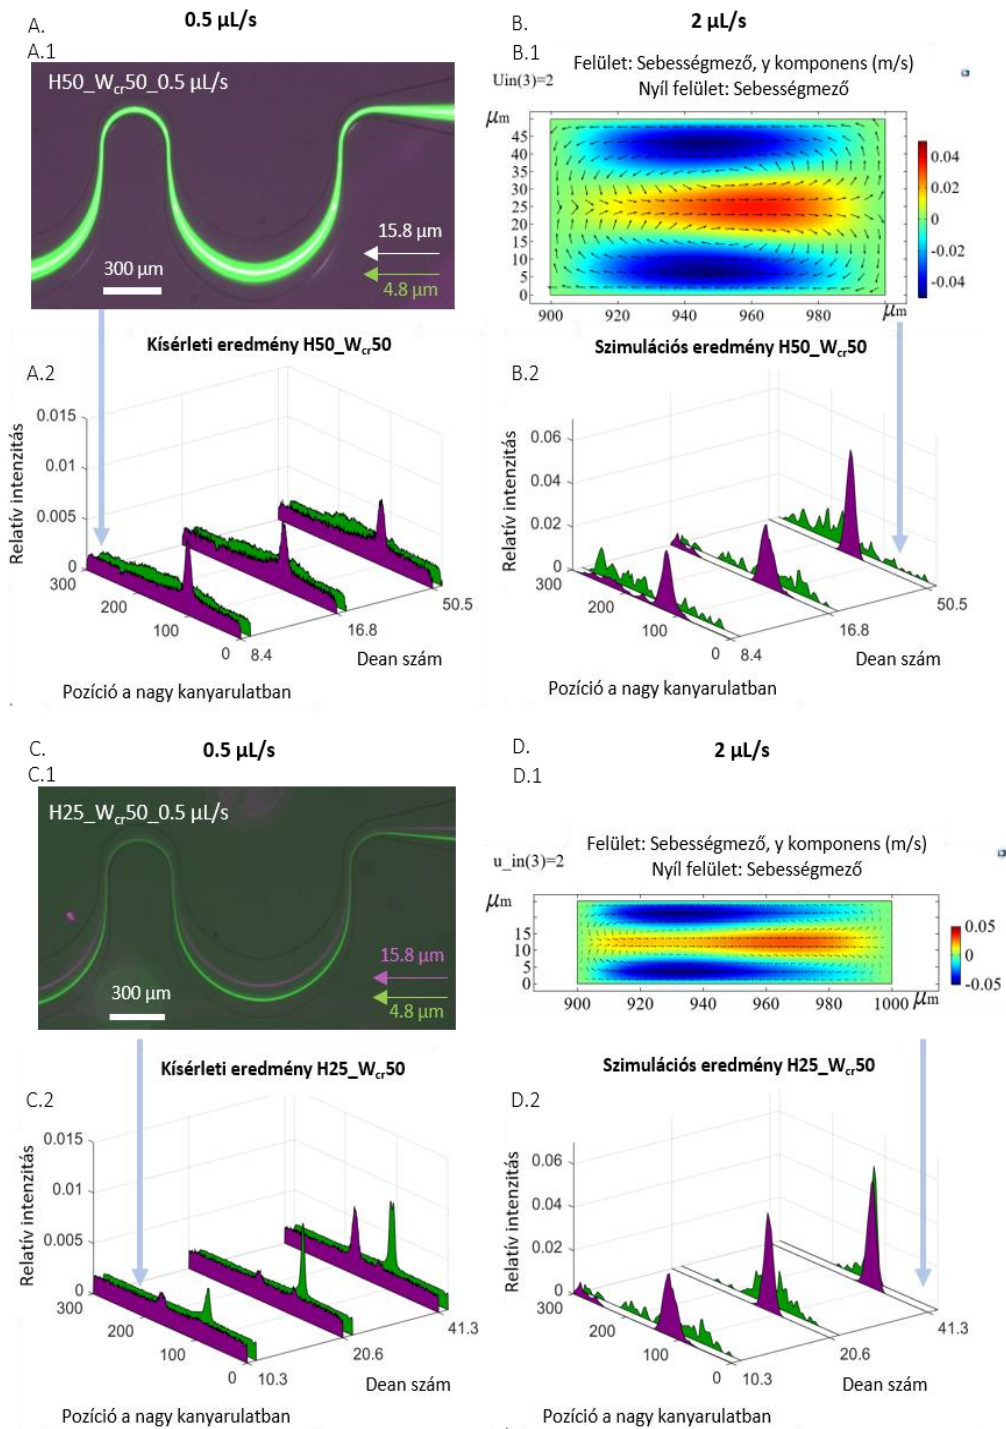 A.
0.5 µL/s
A.1
H50_Wcr50_0.5 µL/s
15.8 µm
300 µm
4.8 µm
B.
2 µL/s
B.1
Felület: Sebességmező, y komponens (m/s)
Uin(3)=2
Nyíl felület: Sebességmező
µm
45
40
35
30
25
20
15
10
5
0
900
920
940
960
980
µm
0.04
0.02
0
-0.02
-0.04
Kísérleti eredmény H50_Wcr50
A.2
Relatív intenzitás
0.015
0.01
0.005
0
300
200
100
0
8.4
16.8
50.5
Dean szám
Pozíció a nagy kanyarulatban
Szimulációs eredmény H50_Wcr50
B.2
Relatív intenzitás
0.06
0.04
0.02
0
300
200
100
0
8.4
16.8
50.5
Dean szám
Pozíció a nagy kanyarulatban
C.
0.5 µL/s
C.1
H25_Wcr50_0.5 µL/s
15.8 µm
300 µm
4.8 µm
D.
2 µL/s
D.1
Felület: Sebességmező, y komponens (m/s)
u_in(3)=2
Nyíl felület: Sebességmező
µm
15
10
5
0
900
920
940
960
980
1000
µm
0.05
0
-0.05
Kísérleti eredmény H25_Wcr50
C.2
Relatív intenzitás
0.015
0.01
0.005
0
300
200
100
0
10.3
20.6
41.3
Dean szám
Pozíció a nagy kanyarulatban
Szimulációs eredmény H25_Wcr50
D.2
Relatív intenzitás
0.06
0.04
0.02
0
300
200
100
0
10.3
20.6
41.3
Dean szám
Pozíció a nagy kanyarulatban